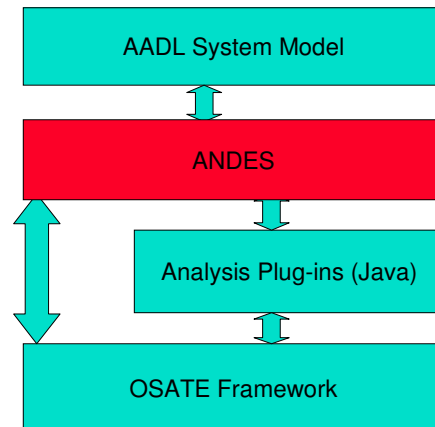 AADL System Model
ANDES
Analysis Plug-ins (Java)
OSATE Framework